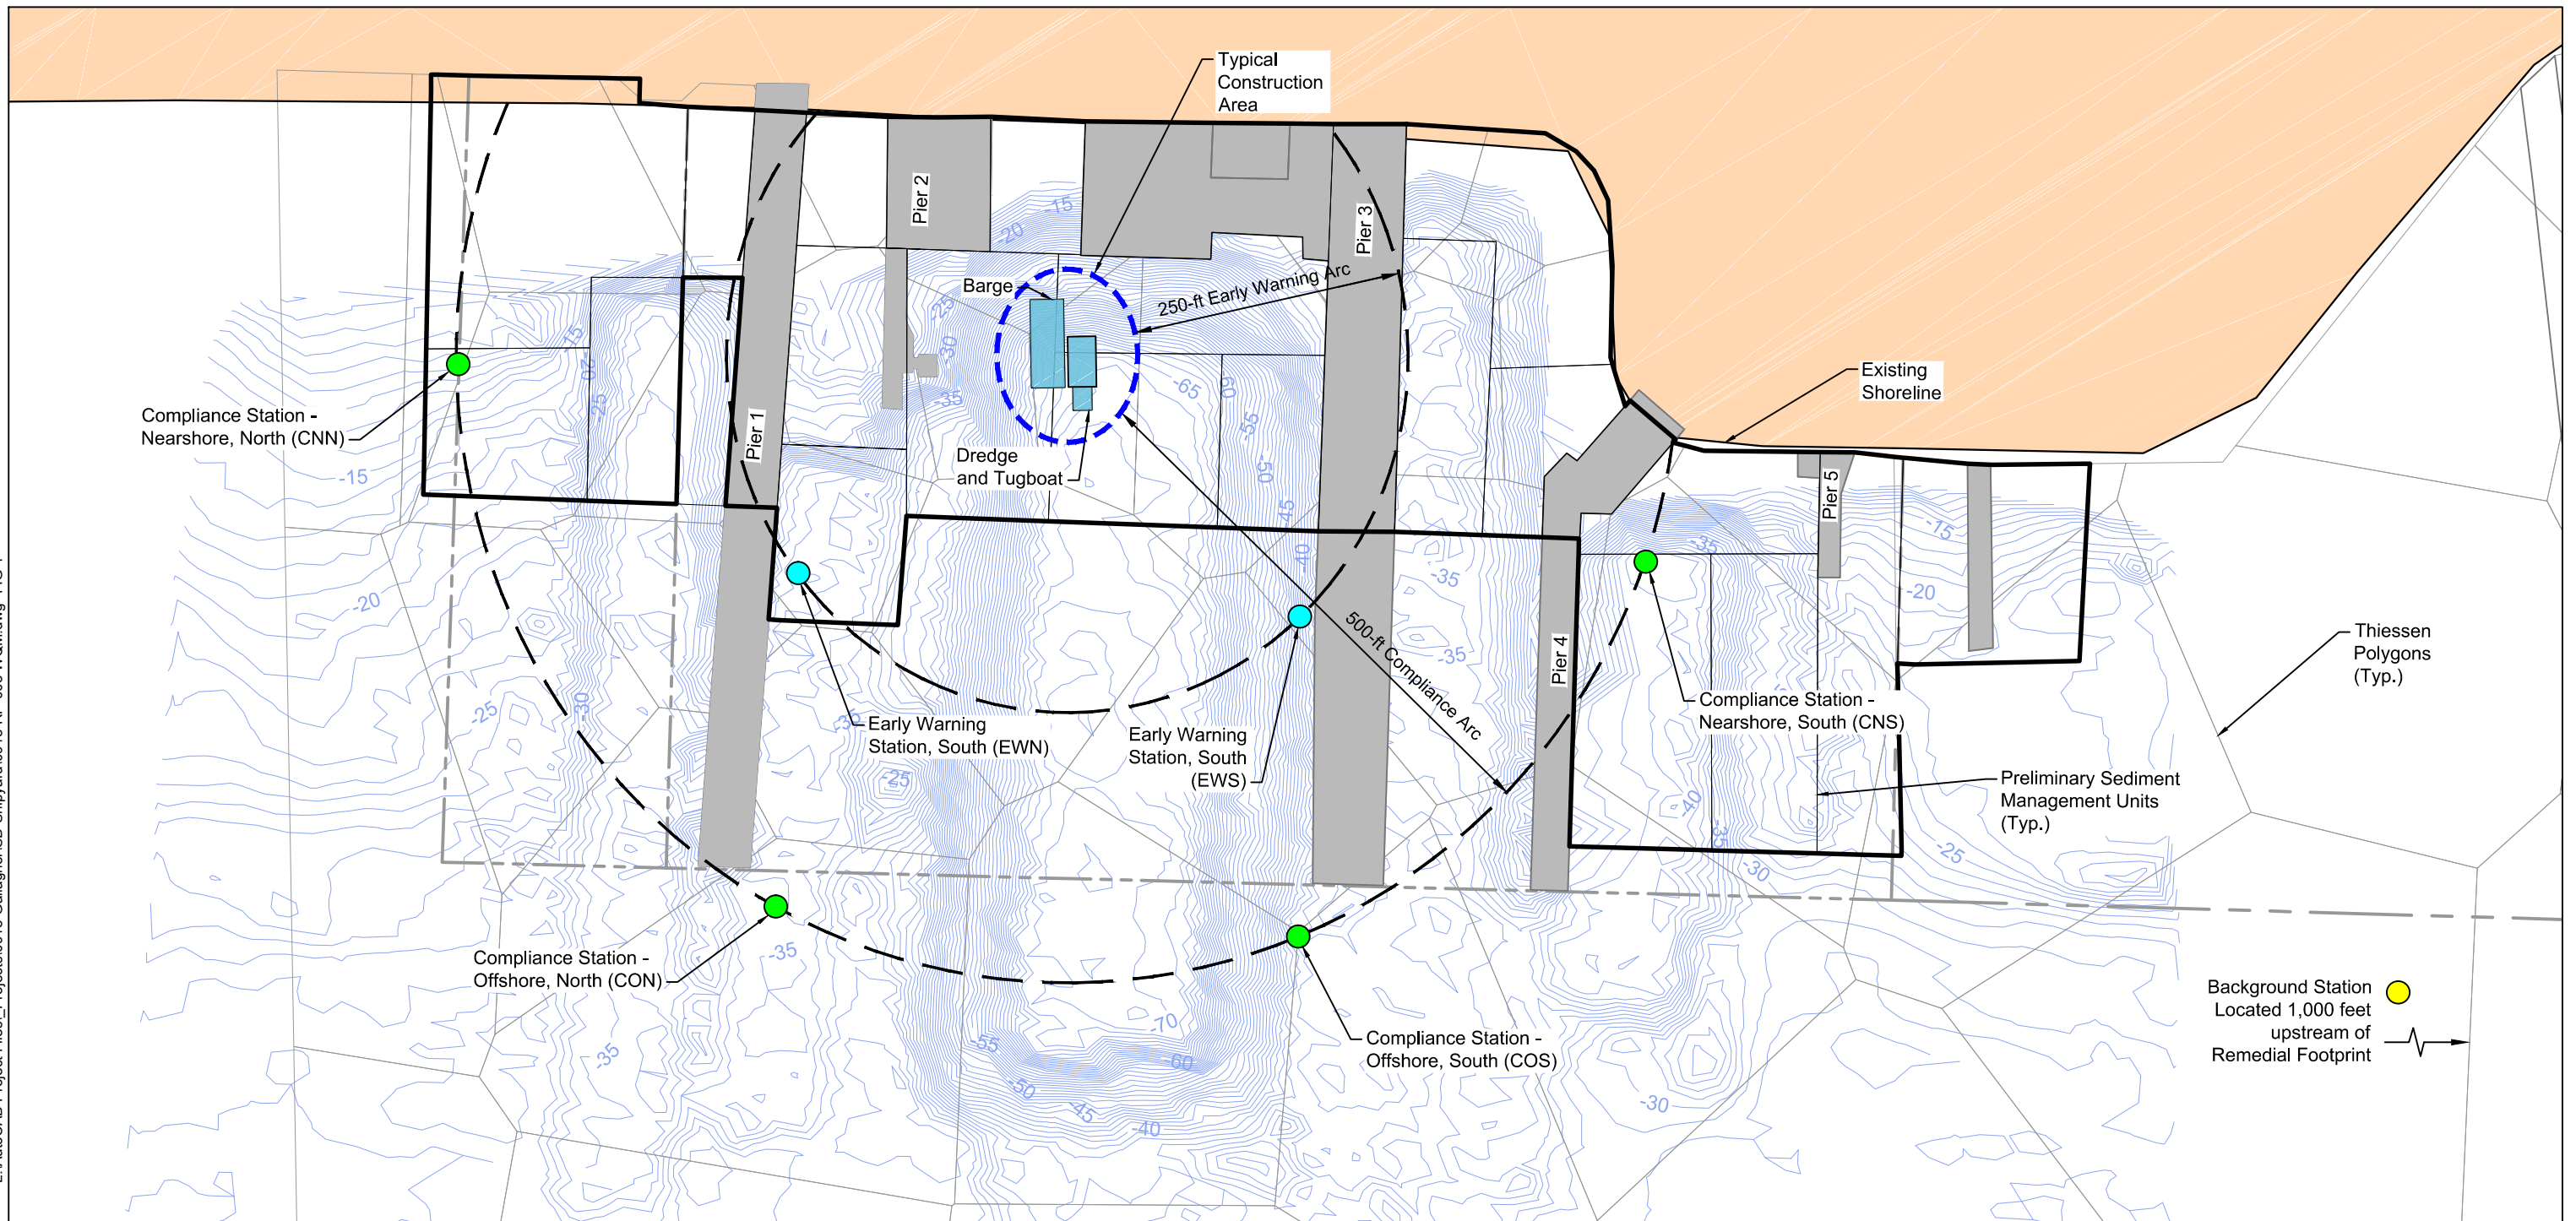 Typical
Construction
Area
Pier 2
-15
-20
Pier 3
250-ft Early Warning Arc
Barge
-25
-30
-35
-65
-60
-55
-50
-45
-40
-15
-20
-25
Existing
Shoreline
Compliance Station -
Nearshore, North (CNN)
-15
Pier 1
Dredge
and Tugboat
Pier 5
-15
-35
-20
-35
-20
500-ft Compliance Arc
-35
Pier 4
Thiessen
Polygons
(Typ.)
-25
-30
-35
Early Warning
Station, South (EWN)
Early Warning
Station, South
(EWS)
Compliance Station -
Nearshore, South (CNS)
-25
Preliminary Sediment
Management Units
(Typ.)
-40
-35
-30
-25
Compliance Station -
Offshore, North (CON)
-35
Background Station
Located 1,000 feet
upstream of
Remedial Footprint
-70
-55
-60
-35
-50
-45
-40
Compliance Station -
Offshore, South (COS)
-30